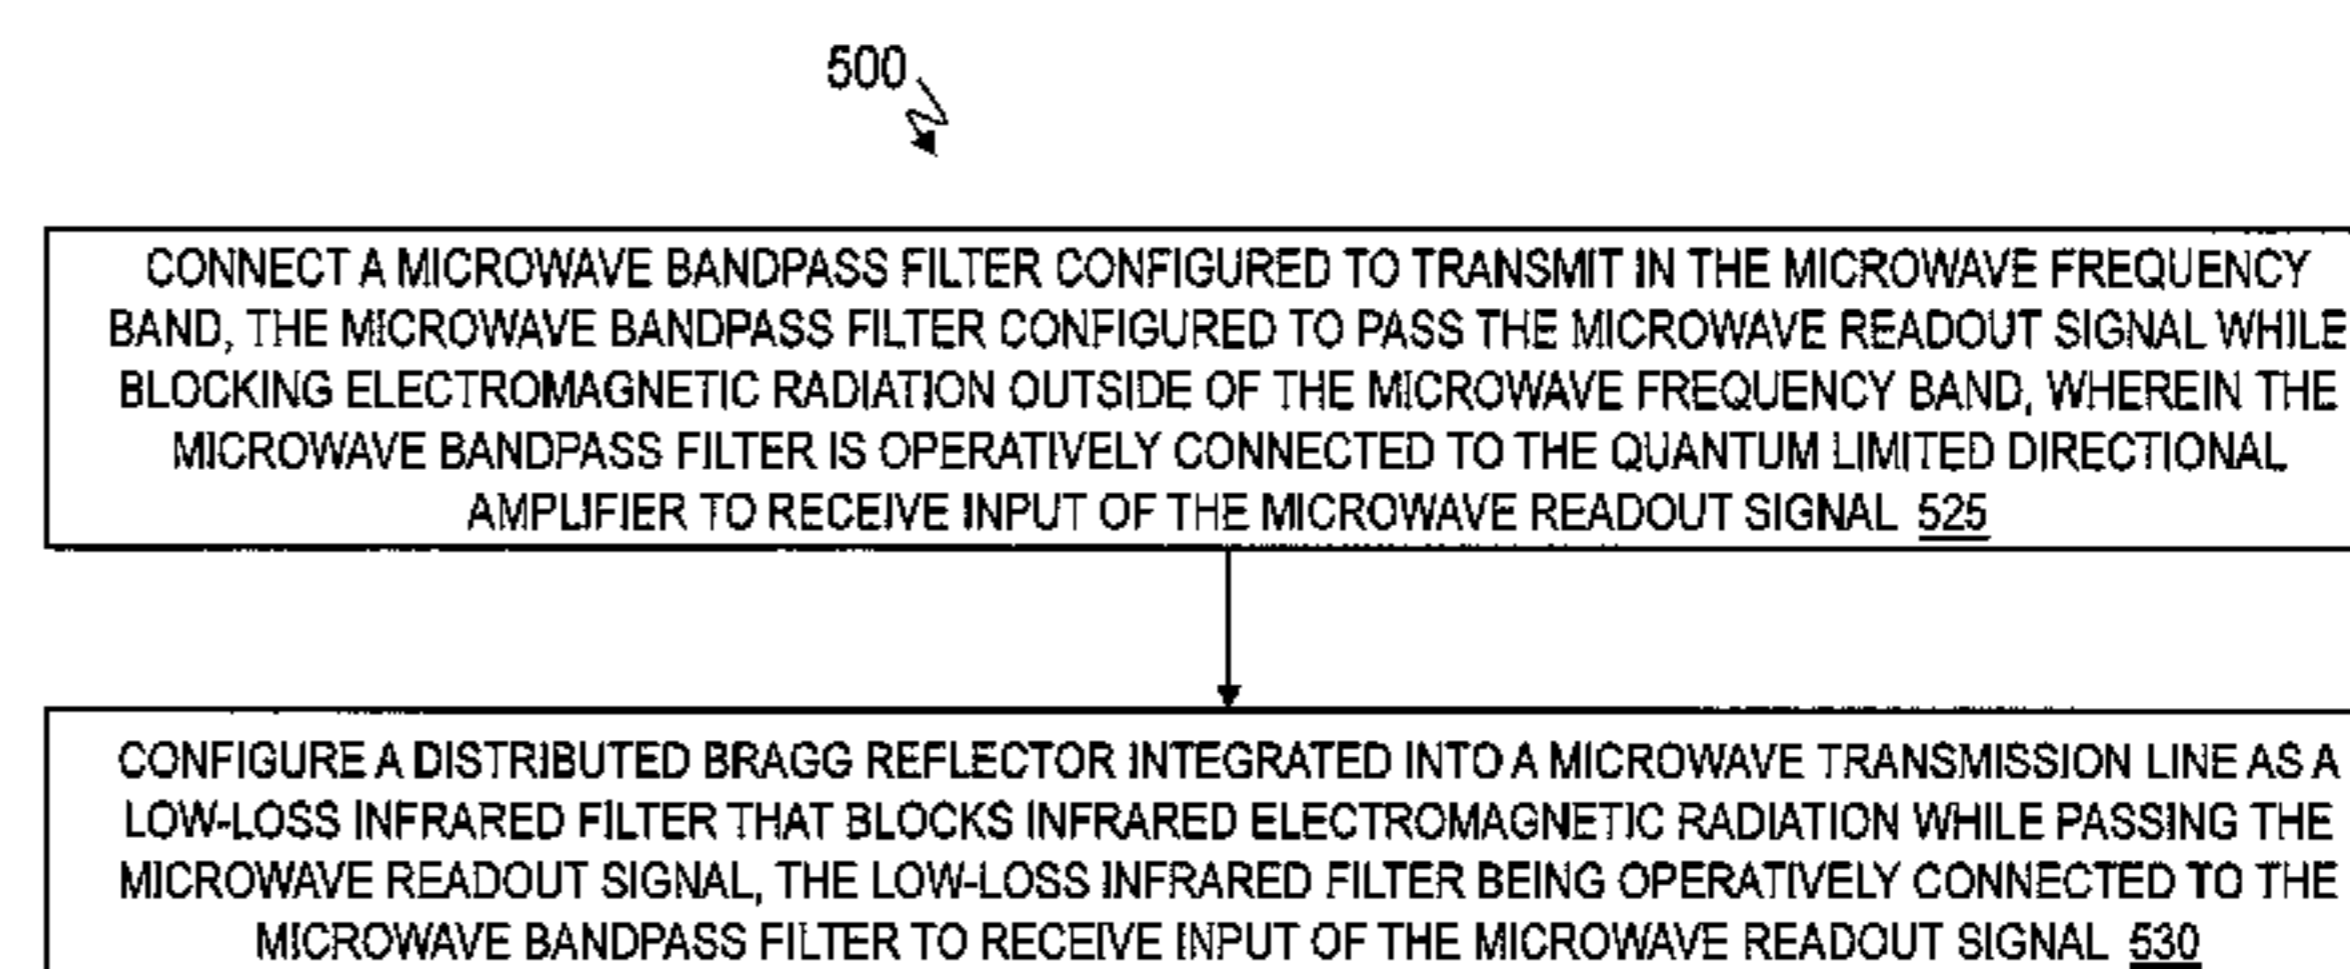 500
CONNECT A MICROWAVE BANDPASS FILTER CONFIGURED TO TRANSMIT IN THE MICROWAVE FREQUENCY
BAND, THE MICROWAVE BANDPASS FILTER CONFIGURED TO PASS THE MICROWAVE READOUT SIGNAL WHILE
BLOCKING ELECTROMAGNETIC RADIATION OUTSIDE OF THE MICROWAVE FREQUENCY BAND, WHEREIN THE
MICROWAVE BANDPASS FILTER IS OPERATIVELY CONNECTED TO THE QUANTUM LIMITED DIRECTIONAL
AMPLIFIER TO RECEIVE INPUT OF THE MICROWAVE READOUT SIGNAL 525
CONFIGURE A DISTRIBUTED BRAGG REFLECTOR INTEGRATED INTO A MICROWAVE TRANSMISSION LINE AS A
LOW-LOSS INFRARED FILTER THAT BLOCKS INFRARED ELECTROMAGNETIC RADIATION WHILE PASSING THE
MICROWAVE READOUT SIGNAL, THE LOW-LOSS INFRARED FILTER BEING OPERATIVELY CONNECTED TO THE
MICROWAVE BANDPASS FILTER TO RECEIVE INPUT OF THE MICROWAVE READOUT SIGNAL 530